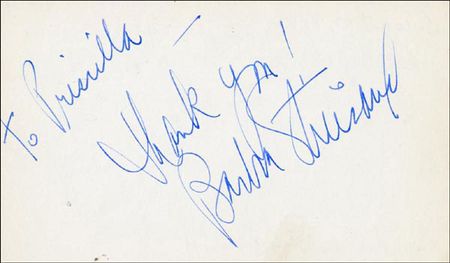 To Priscilla —
Thank You!
Barbra Streisand